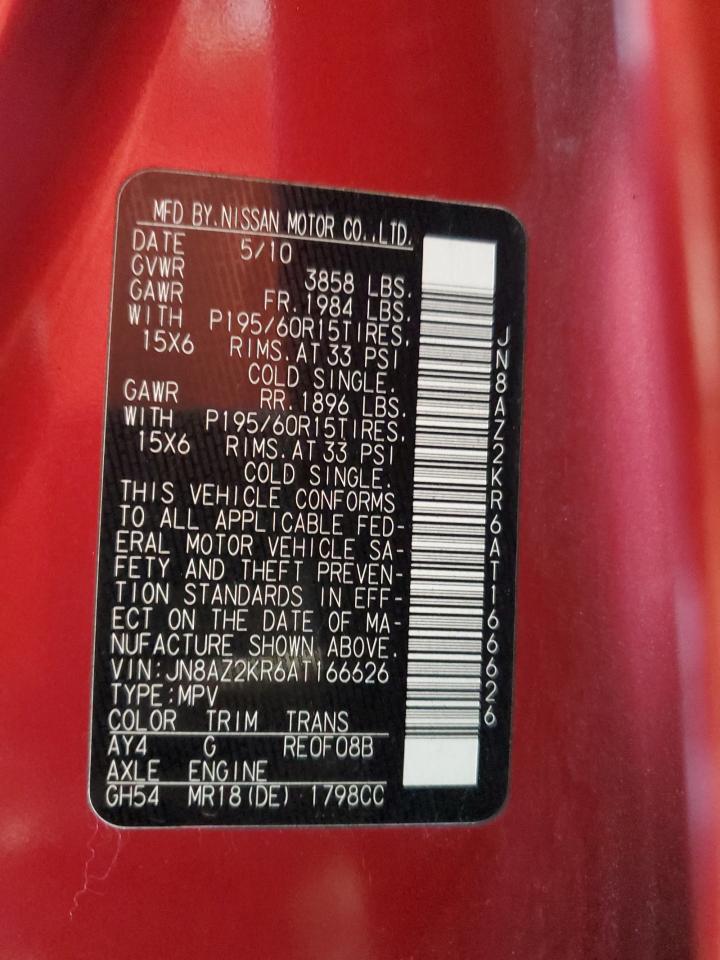 MFD BY.NISSAN MOTOR CO.,LTD.
DATE 5/10
GVWR 3858 LBS.
GAWR FR. 1984 LBS.
WITH P195/60R15TIRES.
15X6 RIMS. AT 33 PSI
COLD SINGLE.
GAWR RR. 1896 LBS.
WITH P195/60R15TIRES.
15X6 RIMS. AT 33 PSI
COLD SINGLE.
THIS VEHICLE CONFORMS
TO ALL APPLICABLE FED-
ERAL MOTOR VEHICLE SA-
FETY AND THEFT PREVEN-
TION STANDARDS IN EFF-
ECT ON THE DATE OF MA-
NUFACTURE SHOWN ABOVE.
VIN:JN8AZ2KR6AT166626
TYPE:MPV
COLOR TRIM TRANS
AY4 G RE0F08B
AXLE ENGINE
GH54 MR18(DE) 1798CC
JN8AZ2KR6AT166626